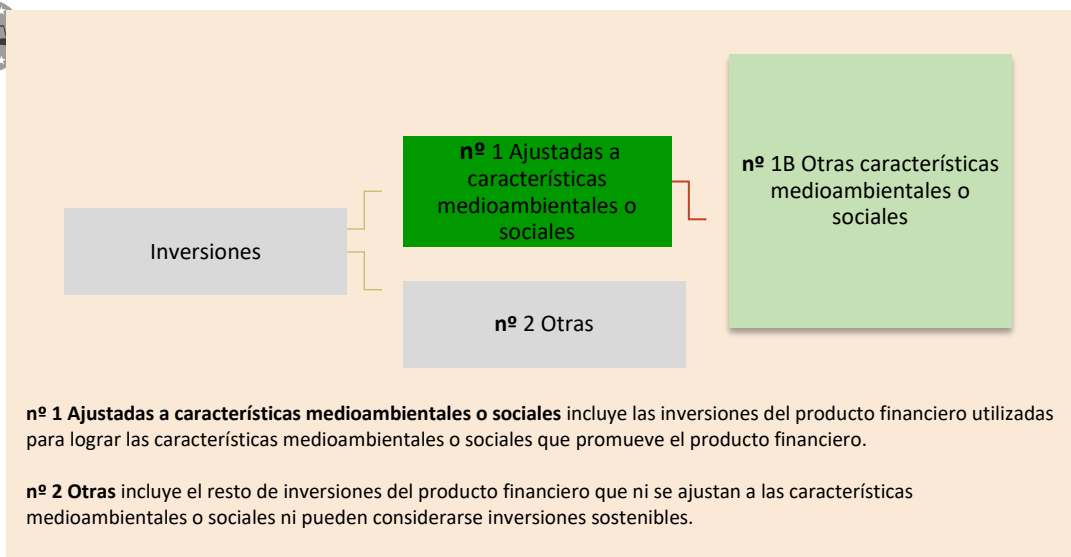 nº 1 Ajustadas a
características
medioambientales o
sociales
nº 1B Otras características
medioambientales o
sociales
Inversiones
nº 2 Otras
nº 1 Ajustadas a características medioambientales o sociales incluye las inversiones del producto financiero utilizadas
para lograr las características medioambientales o sociales que promueve el producto financiero.
nº 2 Otras incluye el resto de inversiones del producto financiero que ni se ajustan a las características
medioambientales o sociales ni pueden considerarse inversiones sostenibles.